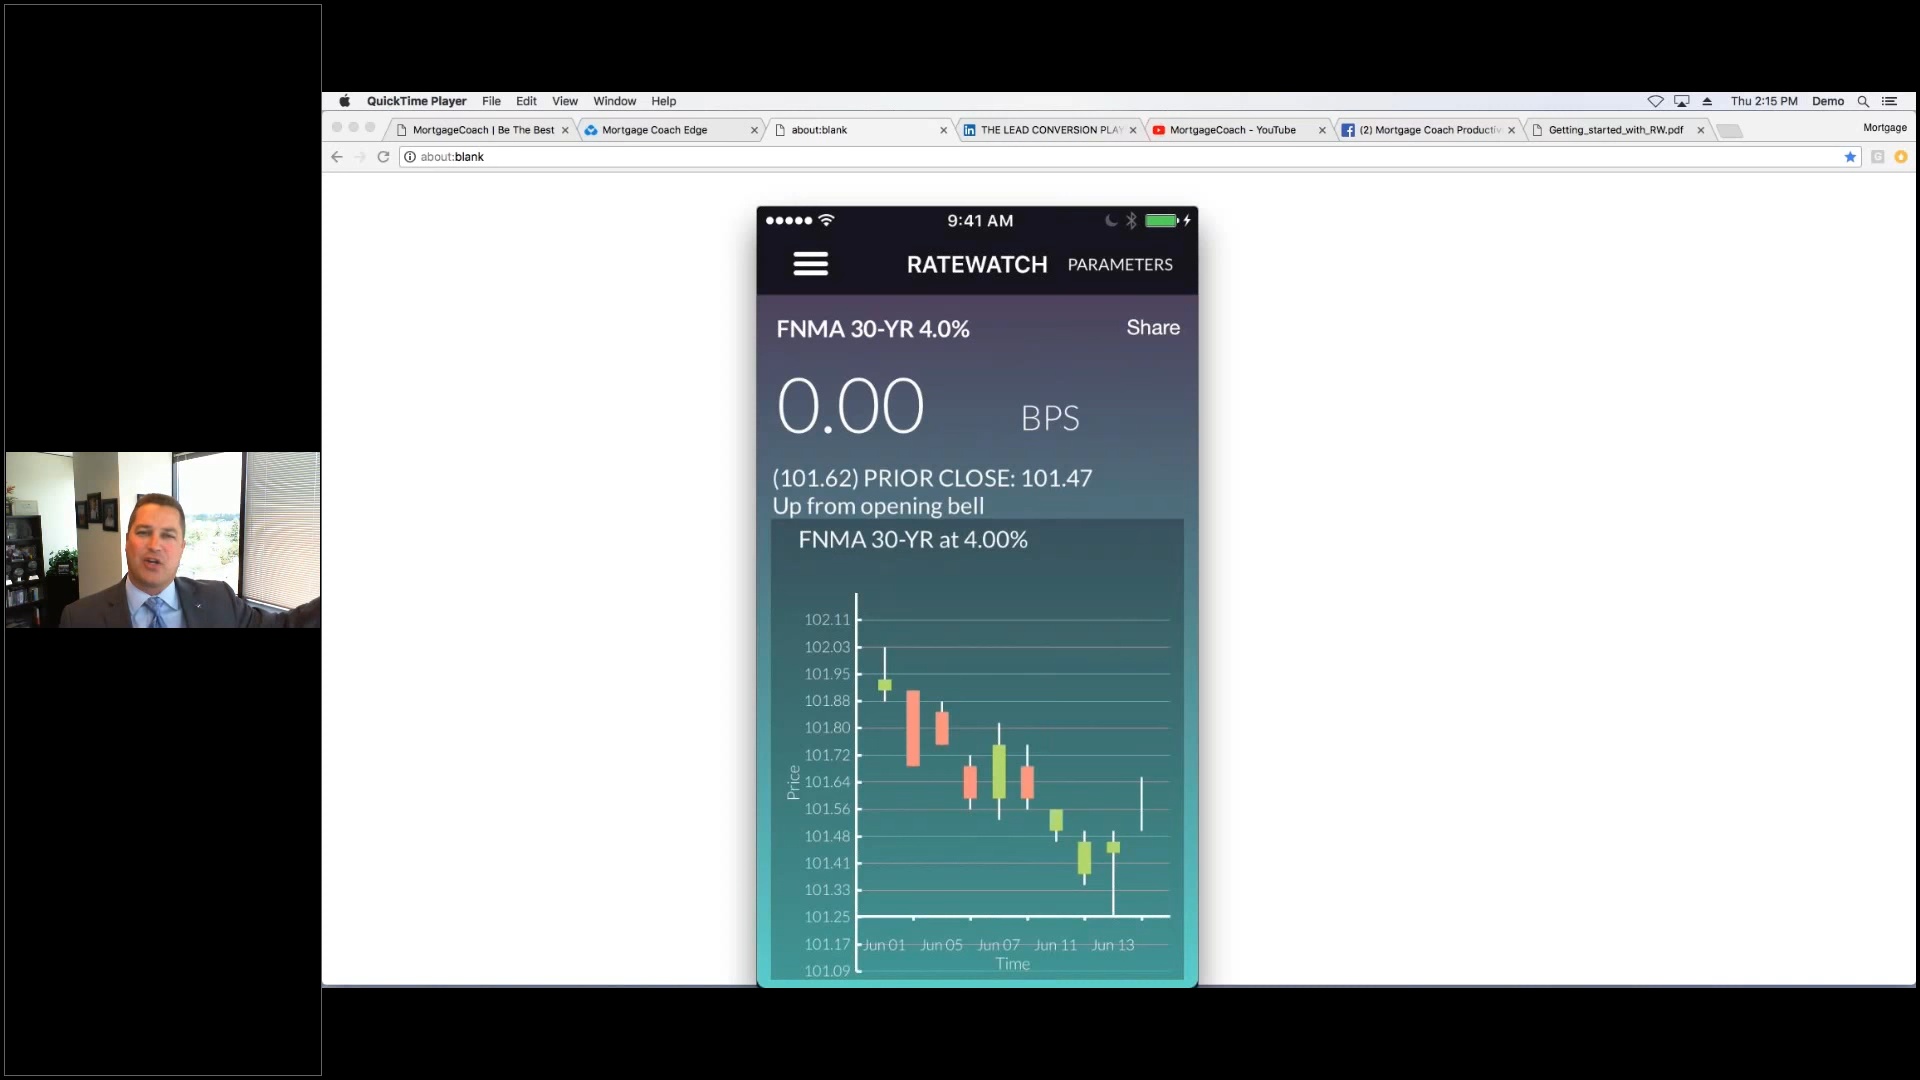 QuickTime Player File Edit View Window Help Thu 2:15 PM Demo
MortgageCoach | Be The Best Mortgage Coach Edge about:blank THE LEAD CONVERSION PLA MortgageCoach - YouTube (2) Mortgage Coach Productiv Getting_started_with_RW.pdf Mortgage
about:blank
9:41 AM
RATEWATCH PARAMETERS
FNMA 30-YR 4.0% Share
0.00 BPS
(101.62) PRIOR CLOSE: 101.47
Up from opening bell
FNMA 30-YR at 4.00%
102.11
102.03
101.95
101.88
101.80
101.72
Price
101.64
101.56
101.48
101.41
101.33
101.25
101.17 Jun 01 Jun 05 Jun 07 Jun 11 Jun 13
Time
101.09